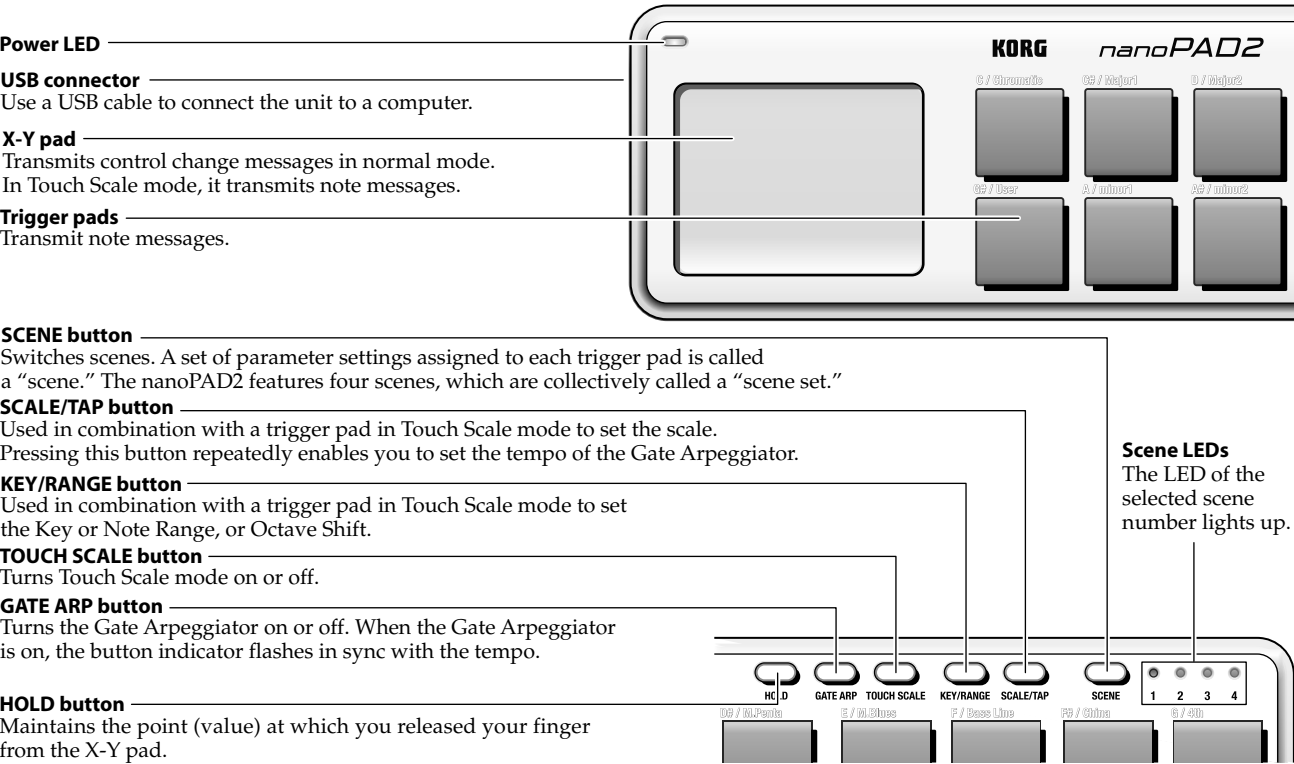 Power LED
USB connector
Use a USB cable to connect the unit to a computer.
X-Y pad
Transmits control change messages in normal mode.
In Touch Scale mode, it transmits note messages.
Trigger pads
Transmit note messages.
KORG nanoPAD2
C / Chromatic C# / Major1 D / Major2
G# / User A / minor1 A# / minor2
SCENE button
Switches scenes. A set of parameter settings assigned to each trigger pad is called
a “scene.” The nanoPAD2 features four scenes, which are collectively called a “scene set.”
SCALE/TAP button
Used in combination with a trigger pad in Touch Scale mode to set the scale.
Pressing this button repeatedly enables you to set the tempo of the Gate Arpeggiator.
KEY/RANGE button
Used in combination with a trigger pad in Touch Scale mode to set
the Key or Note Range, or Octave Shift.
TOUCH SCALE button
Turns Touch Scale mode on or off.
GATE ARP button
Turns the Gate Arpeggiator on or off. When the Gate Arpeggiator
is on, the button indicator flashes in sync with the tempo.
HOLD button
Maintains the point (value) at which you released your finger
from the X-Y pad.
Scene LEDs
The LED of the
selected scene
number lights up.
HOLD GATE ARP TOUCH SCALE KEY/RANGE SCALE/TAP SCENE 1 2 3 4
D# / M.Penta E / M.Blues F / Bass Line F# / China G / 4th